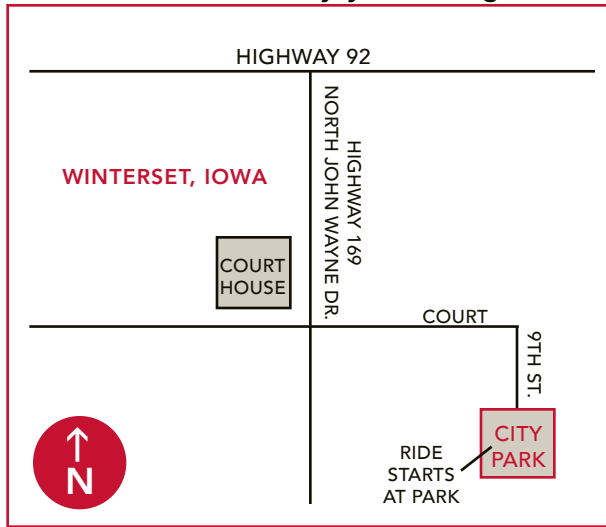 HIGHWAY 92
HIGHWAY 169
NORTH JOHN WAYNE DR.
WINTERSET, IOWA
COURT
HOUSE
COURT
9TH ST.
CITY
PARK
RIDE
STARTS
AT PARK
N